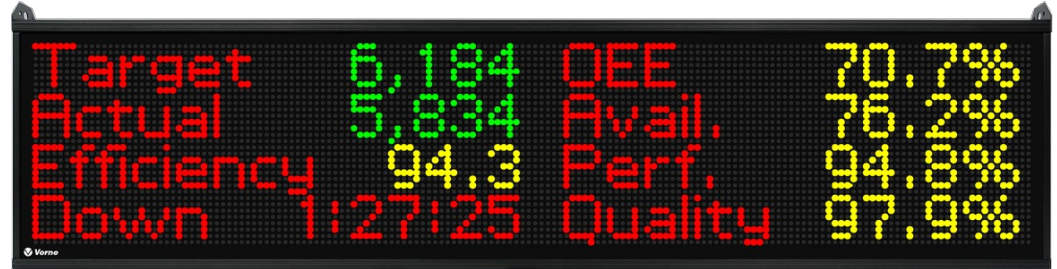 Target 6,184 OEE 70.7%
Actual 5,834 Avail. 76.2%
Efficiency 94.3 Perf. 94.8%
Down 1:27:25 Quality 97.9%
Vorne